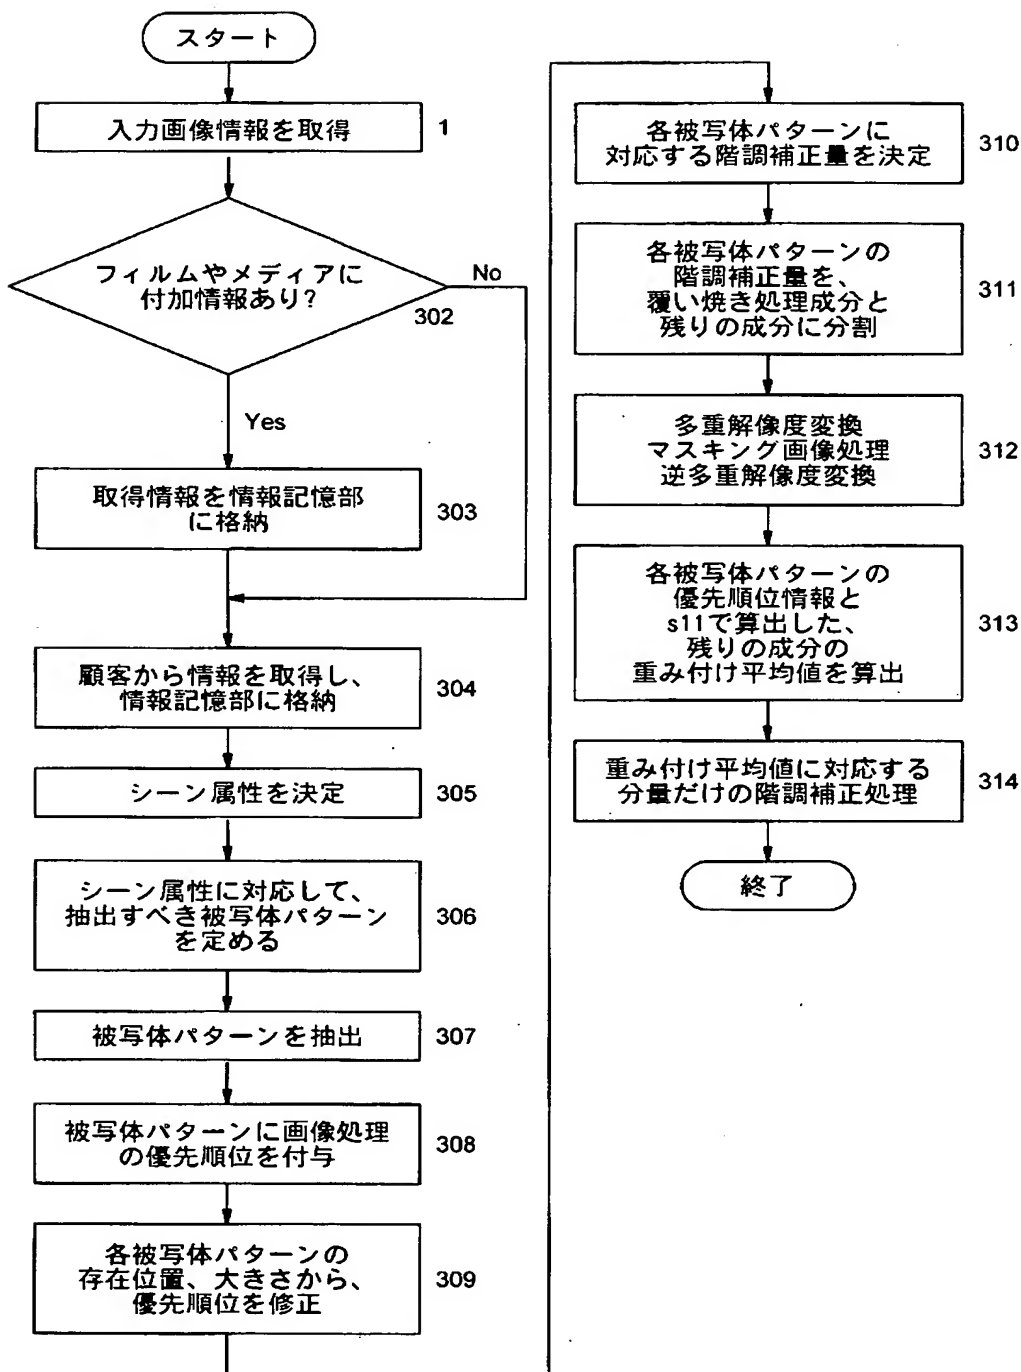 スタート
入力画像情報を取得
1
フィルムやメディアに
付加情報あり?
302
No
Yes
取得情報を情報記憶部
に格納
303
顧客から情報を取得し、
情報記憶部に格納
304
シーン属性を決定
305
シーン属性に対応して、
抽出すべき被写体パターン
を定める
306
被写体パターンを抽出
307
被写体パターンに画像処理
の優先順位を付与
308
各被写体パターンの
存在位置、大きさから、
優先順位を修正
309
各被写体パターンに
対応する階調補正量を決定
310
各被写体パターンの
階調補正量を、
覆い焼き処理成分と
残りの成分に分割
311
多重解像度変換
マスキング画像処理
逆多重解像度変換
312
各被写体パターンの
優先順位情報と
s11で算出した、
残りの成分の
重み付け平均値を算出
313
重み付け平均値に対応する
分量だけの階調補正処理
314
終了